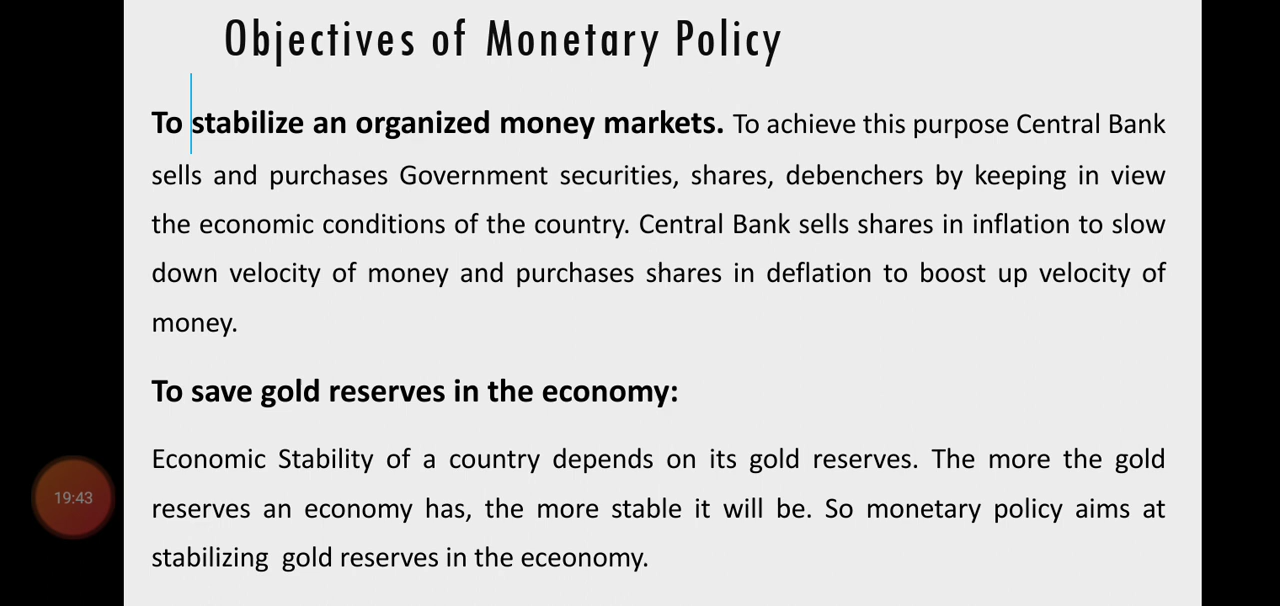 Objectives of Monetary Policy
To stabilize an organized money markets. To achieve this purpose Central Bank
sells and purchases Government securities, shares, debenchers by keeping in view
the economic conditions of the country. Central Bank sells shares in inflation to slow
down velocity of money and purchases shares in deflation to boost up velocity of
money.
To save gold reserves in the economy:
Economic Stability of a country depends on its gold reserves. The more the gold
19:43
reserves an economy has, the more stable it will be. So monetary policy aims at
stabilizing gold reserves in the eceonomy.